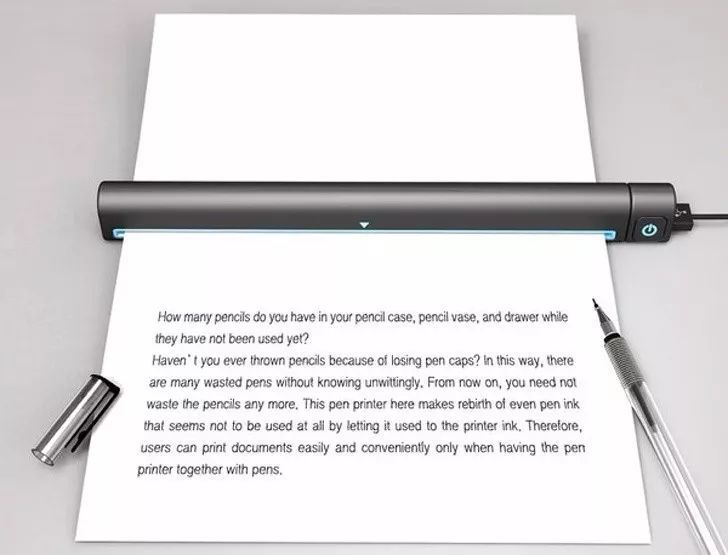 How many pencils do you have in your pencil case, pencil vase, and drawer while
they have not been used yet?
Haven't you ever thrown pencils because of losing pen caps? In this way, there
are many wasted pens without knowing unwittingly. From now on, you need not
waste the pencils any more. This pen printer here makes rebirth of even pen ink
that seems not to be used at all by letting it used to the printer ink. Therefore,
users can print documents easily and conveniently only when having the pen
printer together with pens.